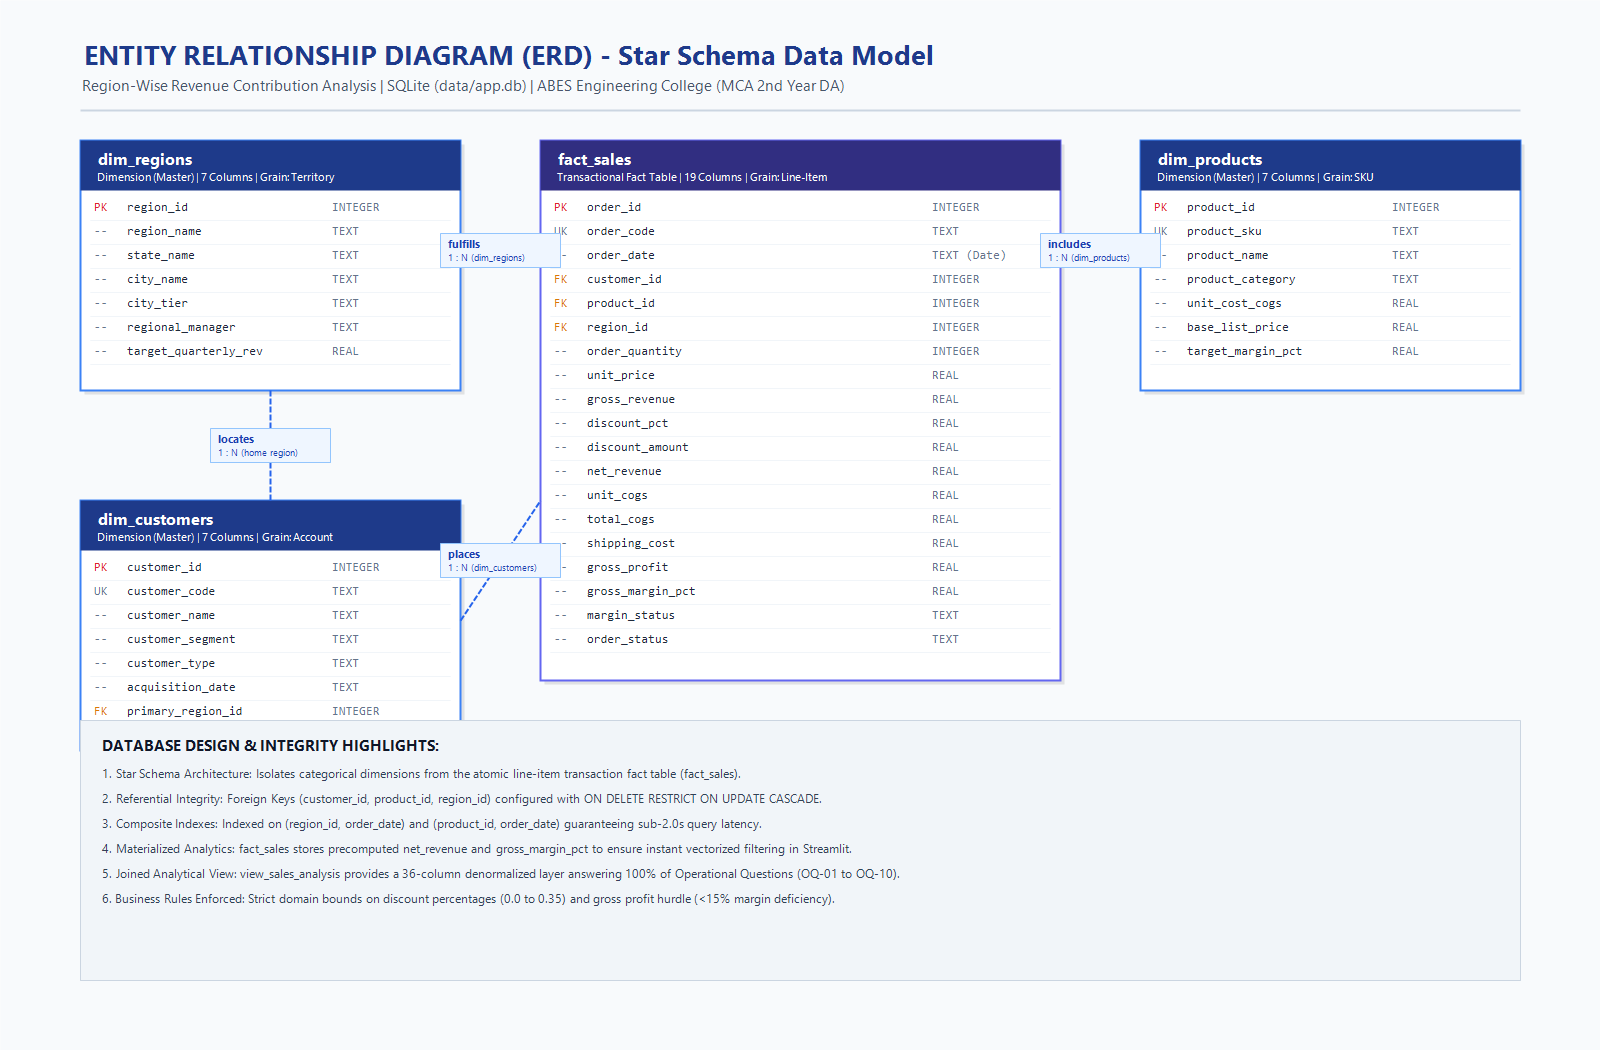 ENTITY RELATIONSHIP DIAGRAM (ERD) - Star Schema Data Model
Region-Wise Revenue Contribution Analysis | SQLite (data/app.db) | ABES Engineering College (MCA 2nd Year DA)
dim_regions
Dimension (Master) | 7 Columns | Grain: Territory
PK region_id INTEGER
-- region_name TEXT
-- state_name TEXT
-- city_name TEXT
-- city_tier TEXT
-- regional_manager TEXT
-- target_quarterly_rev REAL
fulfills
1 : N (dim_regions)
fact_sales
Transactional Fact Table | 19 Columns | Grain: Line-Item
PK order_id INTEGER
UK order_code TEXT
- order_date TEXT (Date)
FK customer_id INTEGER
FK product_id INTEGER
FK region_id INTEGER
-- order_quantity INTEGER
-- unit_price REAL
-- gross_revenue REAL
-- discount_pct REAL
-- discount_amount REAL
-- net_revenue REAL
-- unit_cogs REAL
-- total_cogs REAL
-- shipping_cost REAL
- gross_profit REAL
-- gross_margin_pct REAL
-- margin_status TEXT
-- order_status TEXT
includes
1 : N (dim_products)
dim_products
Dimension (Master) | 7 Columns | Grain: SKU
PK product_id INTEGER
UK product_sku TEXT
- product_name TEXT
-- product_category TEXT
-- unit_cost_cogs REAL
-- base_list_price REAL
-- target_margin_pct REAL
locates
1 : N (home region)
dim_customers
Dimension (Master) | 7 Columns | Grain: Account
PK customer_id INTEGER
UK customer_code TEXT
-- customer_name TEXT
-- customer_segment TEXT
-- customer_type TEXT
-- acquisition_date TEXT
FK primary_region_id INTEGER
places
1 : N (dim_customers)
DATABASE DESIGN & INTEGRITY HIGHLIGHTS:
1. Star Schema Architecture: Isolates categorical dimensions from the atomic line-item transaction fact table (fact_sales).
2. Referential Integrity: Foreign Keys (customer_id, product_id, region_id) configured with ON DELETE RESTRICT ON UPDATE CASCADE.
3. Composite Indexes: Indexed on (region_id, order_date) and (product_id, order_date) guaranteeing sub-2.0s query latency.
4. Materialized Analytics: fact_sales stores precomputed net_revenue and gross_margin_pct to ensure instant vectorized filtering in Streamlit.
5. Joined Analytical View: view_sales_analysis provides a 36-column denormalized layer answering 100% of Operational Questions (OQ-01 to OQ-10).
6. Business Rules Enforced: Strict domain bounds on discount percentages (0.0 to 0.35) and gross profit hurdle (<15% margin deficiency).